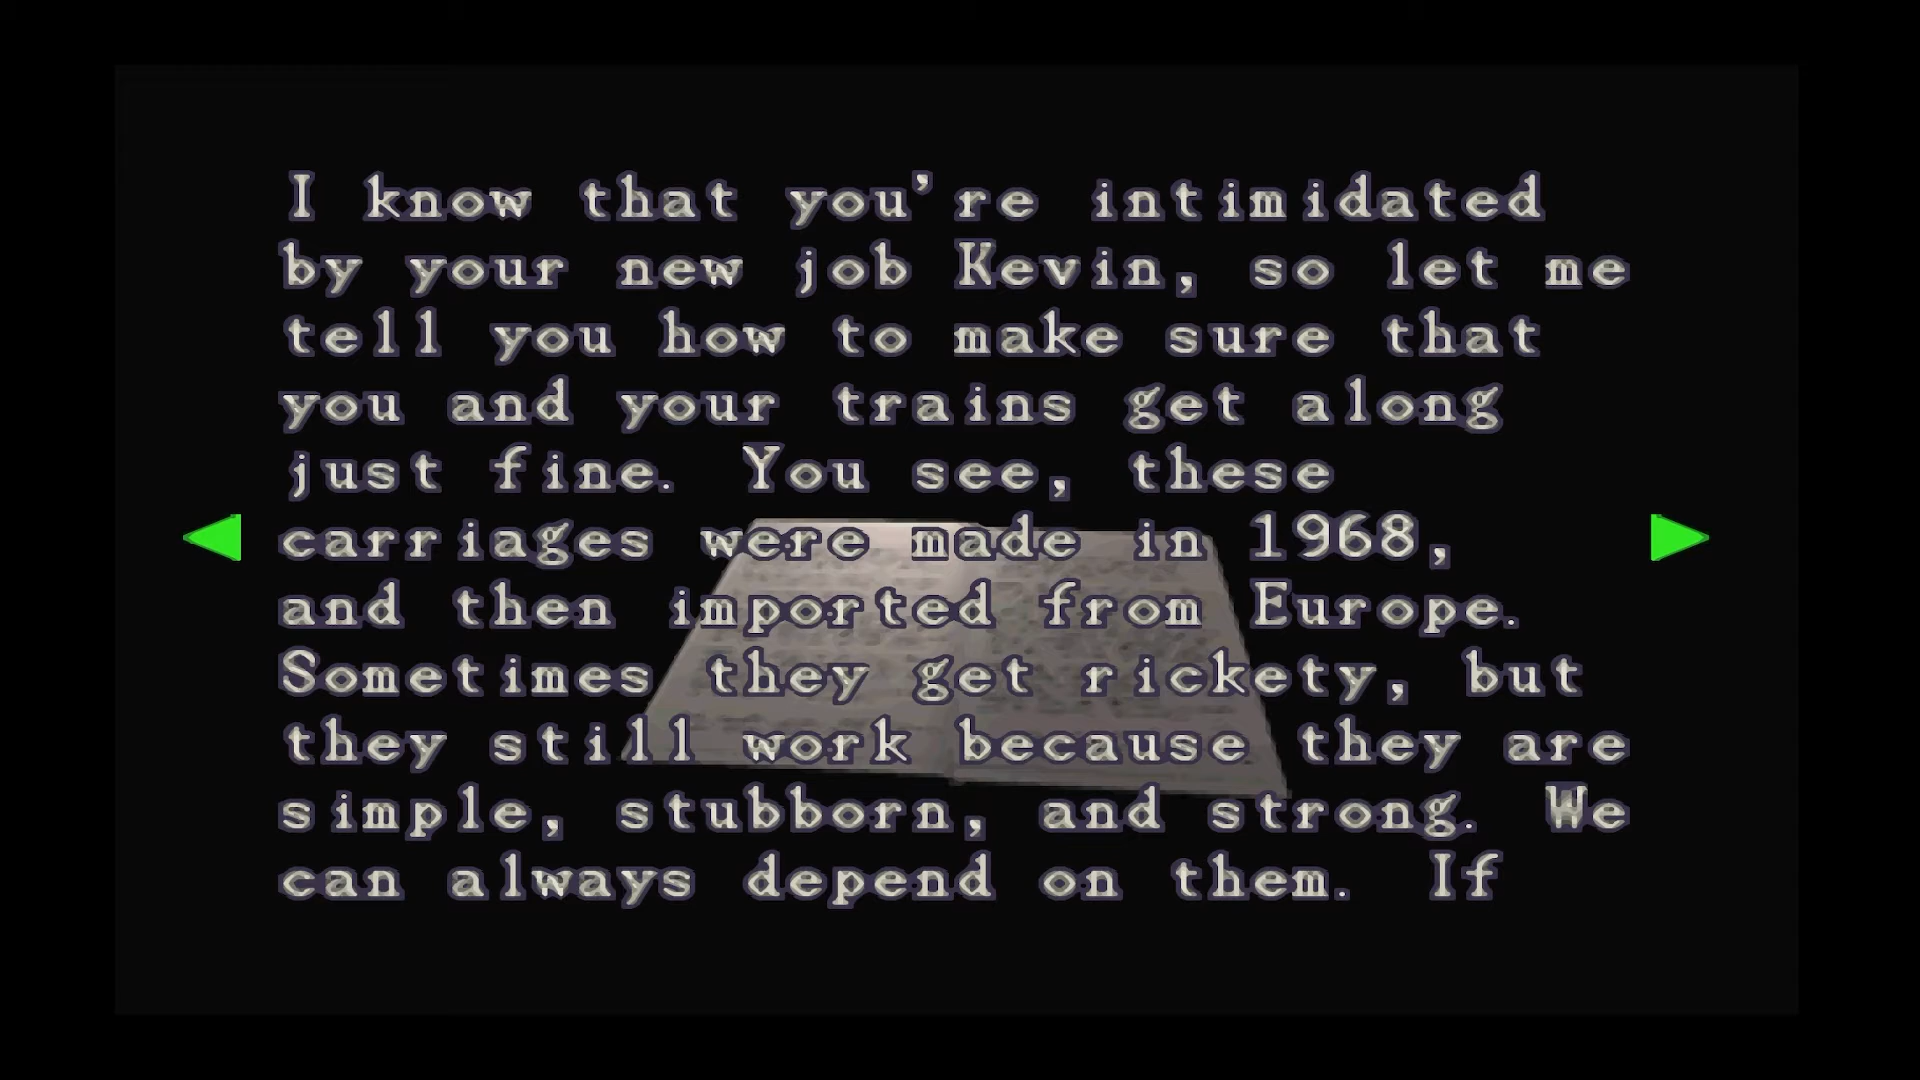 I know that you're intimidated
by your new job Kevin, so let me
tell you how to make sure that
you and your trains get along
just fine. You see, these
carriages were made in 1968,
and then imported from Europe.
Sometimes they get rickety, but
they still work because they are
simple, stubborn, and strong. We
can always depend on them. If